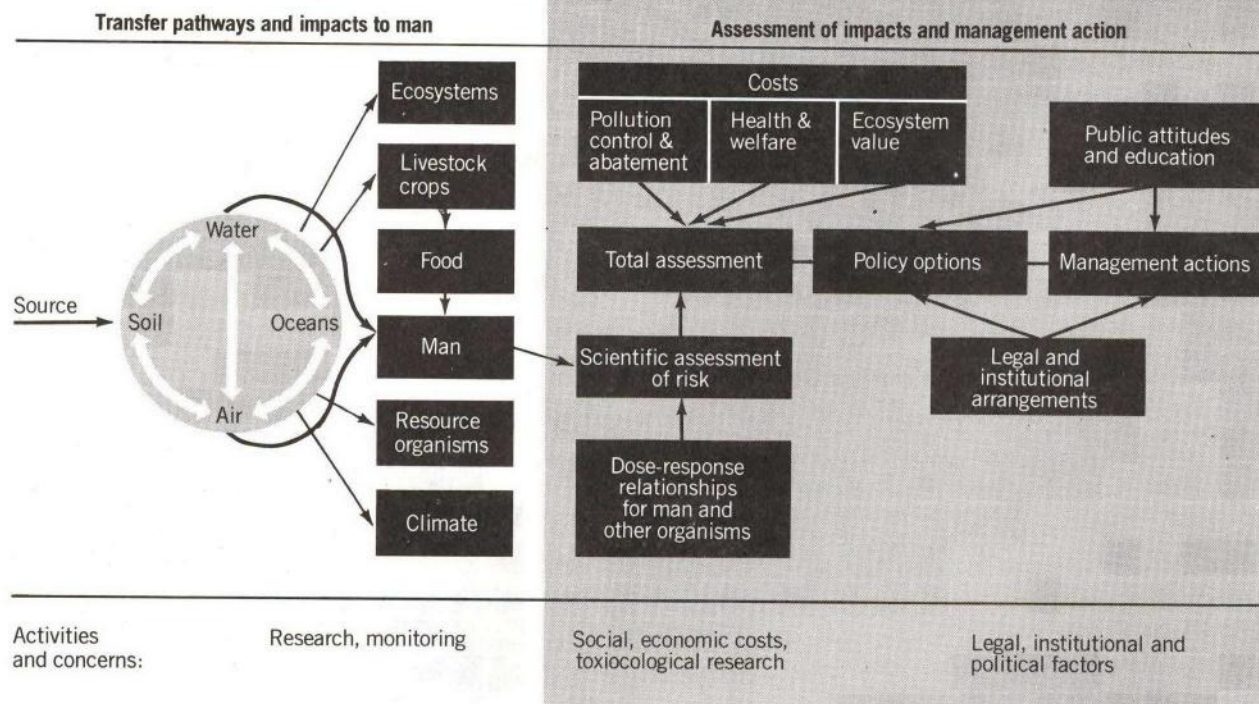 Transfer pathways and impacts to man
Assessment of impacts and management action
Source
Water
Soil
Oceans
Air
Ecosystems
Livestock
crops
Food
Man
Resource
organisms
Climate
Costs
Pollution
control &
abatement
Health &
welfare
Ecosystem
value
Public attitudes
and education
Total assessment
Policy options
Management actions
Scientific assessment
of risk
Legal and
institutional
arrangements
Dose-response
relationships
for man and
other organisms
Activities
and concerns:
Research, monitoring
Social, economic costs,
toxiocological research
Legal, institutional and
political factors